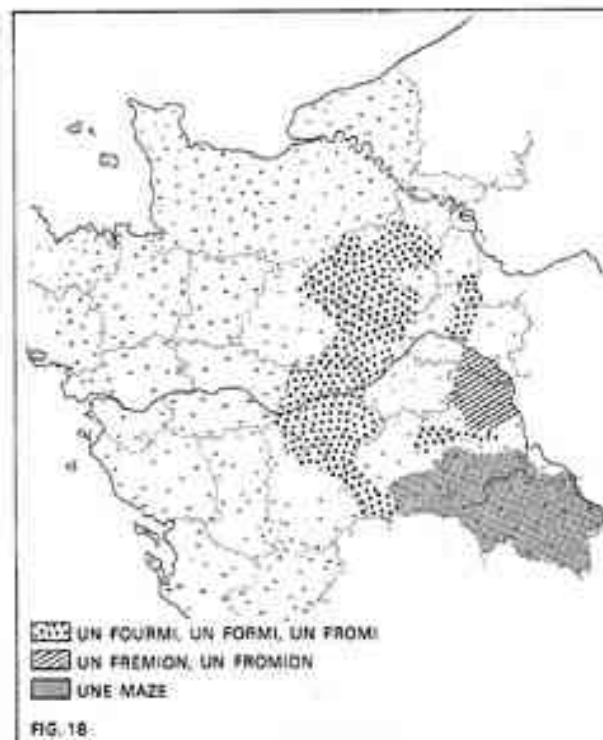 UN FOURMI, UN FORMI, UN FROMI
UN FREMION, UN FROMION
UNE MAZE
FIG. 18